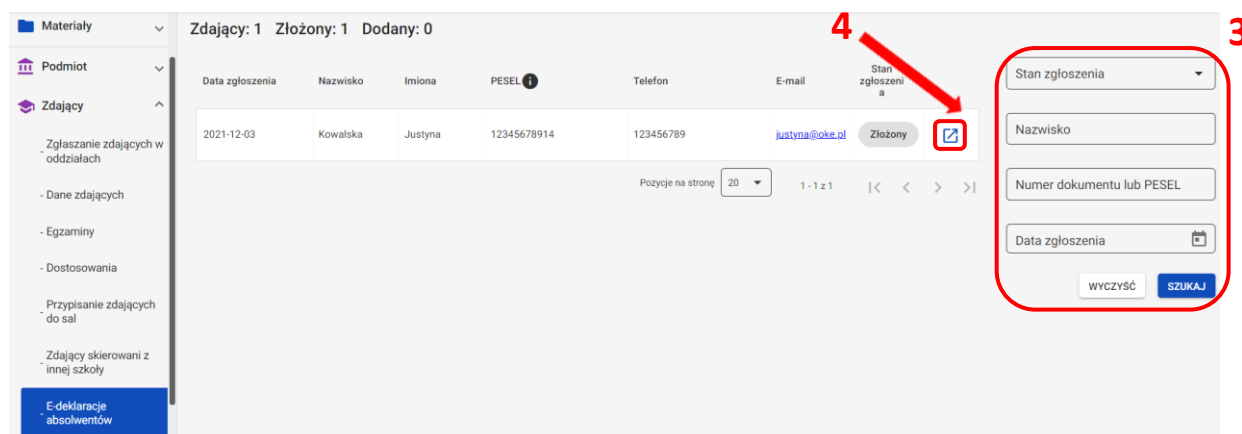 Materiały
Podmiot
Zdający
- Zgłaszanie zdających w
oddziałach
- Dane zdających
- Egzaminy
- Dostosowania
- Przypisanie zdających
do sal
- Zdający skierowani z
innej szkoły
- E-deklaracje
absolwentów
Zdający: 1 Złożony: 1 Dodany: 0
4
3
Data zgłoszenia Nazwisko Imiona PESEL Telefon E-mail Stan
zgłoszeni
a
2021-12-03 Kowalska Justyna 12345678914 123456789 justyna@oke.pl Złożony
Pozycje na stronę 20 1 - 1 z 1 |< < > >|
Stan zgłoszenia
Nazwisko
Numer dokumentu lub PESEL
Data zgłoszenia
WYCZYŚĆ SZUKAJ